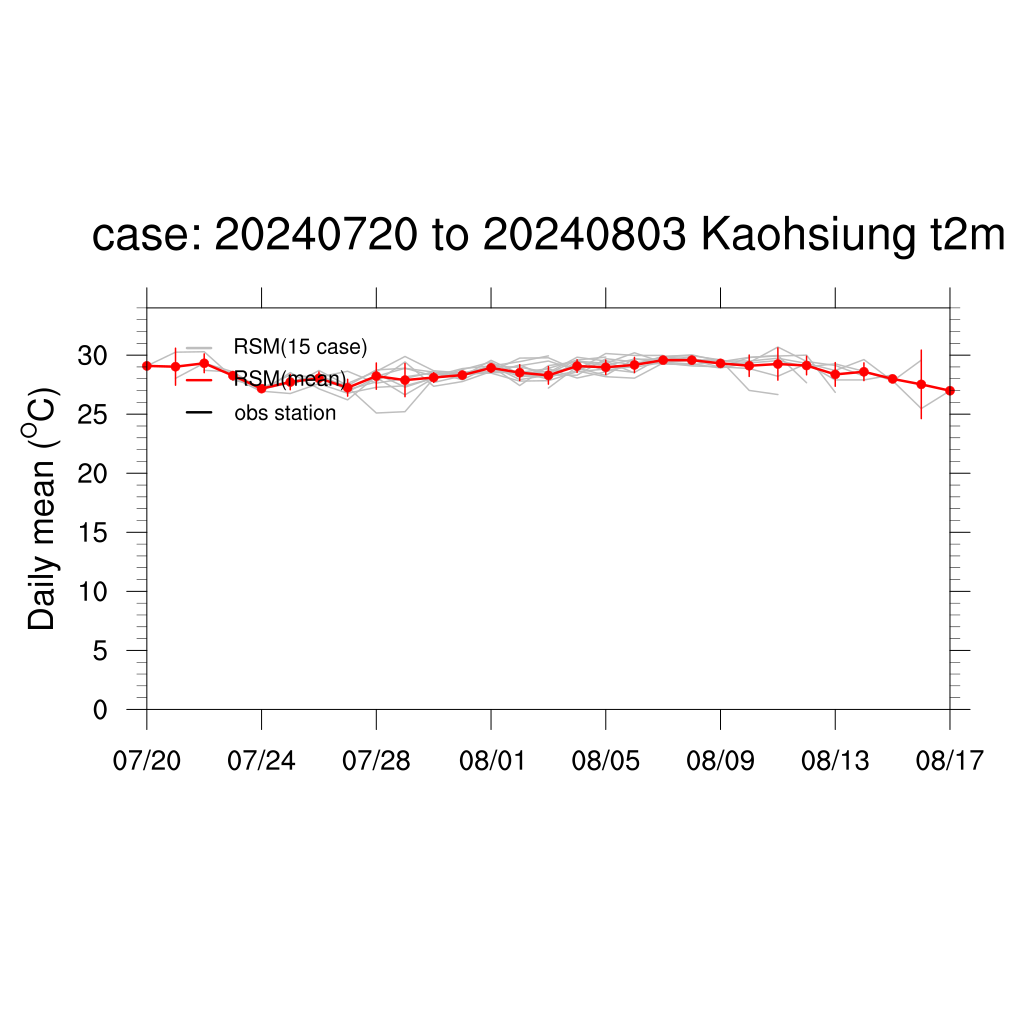 case: 20240720 to 20240803 Kaohsiung t2m
Daily mean (°C)
30
25
20
15
10
5
0
RSM(15 case)
RSM(mean)
obs station
07/20 07/24 07/28 08/01 08/05 08/09 08/13 08/17